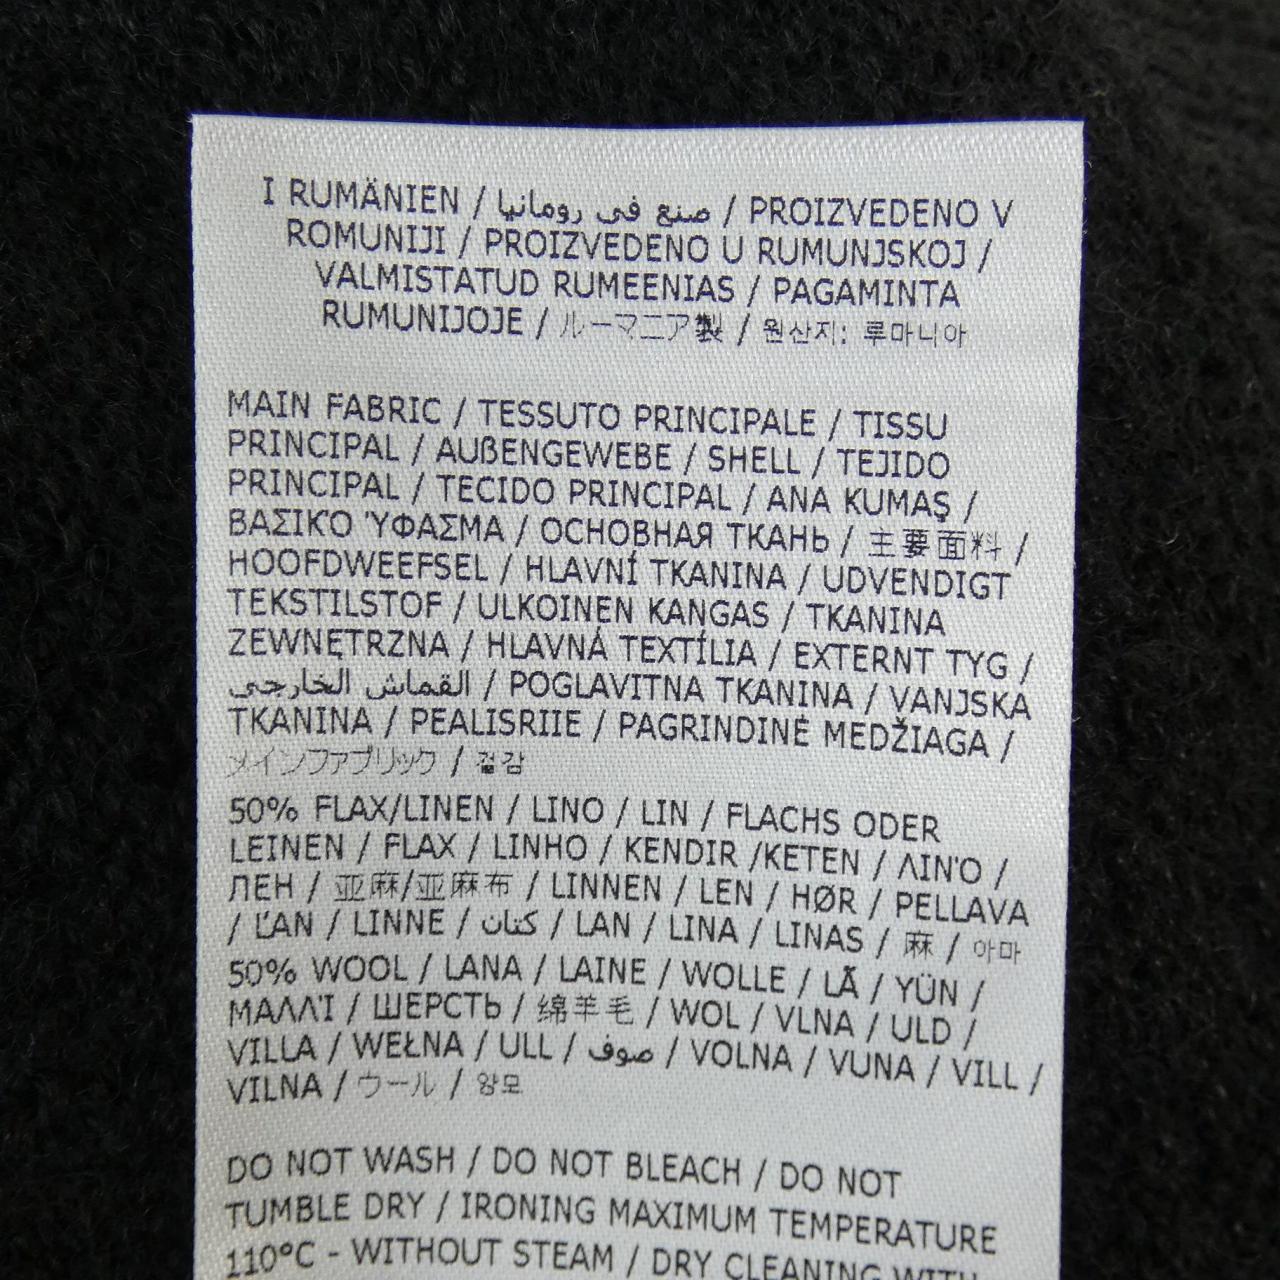 I RUMÄNIEN / صنع في رومانيا / PROIZVEDENO V
ROMUNIJI / PROIZVEDENO U RUMUNJSKOJ /
VALMISTATUD RUMEENIAS / PAGAMINTA
RUMUNIJOJE / ルーマニア製 / 원산지: 루마니아
MAIN FABRIC / TESSUTO PRINCIPALE / TISSU
PRINCIPAL / AUßENGEWEBE / SHELL / TEJIDO
PRINCIPAL / TECIDO PRINCIPAL / ANA KUMAŞ /
ΒΑΣΙΚΌ ΎΦΑΣΜΑ / ОСНОВНАЯ ТКАНЬ / 主要面料 /
HOOFDWEEFSEL / HLAVNÍ TKANINA / UDVENDIGT
TEKSTILSTOF / ULKOINEN KANGAS / TKANINA
ZEWNĘTRZNA / HLAVNÁ TEXTÍLIA / EXTERNT TYG /
القماش الخارجي / POGLAVITNA TKANINA / VANJSKA
TKANINA / PEALISRIIE / PAGRINDINĖ MEDŽIAGA /
メインファブリック / 겉감
50% FLAX/LINEN / LINO / LIN / FLACHS ODER
LEINEN / FLAX / LINHO / KENDIR /KETEN / ΛΙΝΌ /
ЛЕН / 亚麻/亚麻布 / LINNEN / LEN / HØR / PELLAVA
/ ĽAN / LINNE / كتان / LAN / LINA / LINAS / 麻 / 아마
50% WOOL / LANA / LAINE / WOLLE / LÃ / YÜN /
ΜΑΛΛΊ / ШЕРСТЬ / 绵羊毛 / WOL / VLNA / ULD /
VILLA / WEŁNA / ULL / صوف / VOLNA / VUNA / VILL /
VILNA / ウール / 양모
DO NOT WASH / DO NOT BLEACH / DO NOT
TUMBLE DRY / IRONING MAXIMUM TEMPERATURE
110°C - WITHOUT STEAM / DRY CLEANING WITH